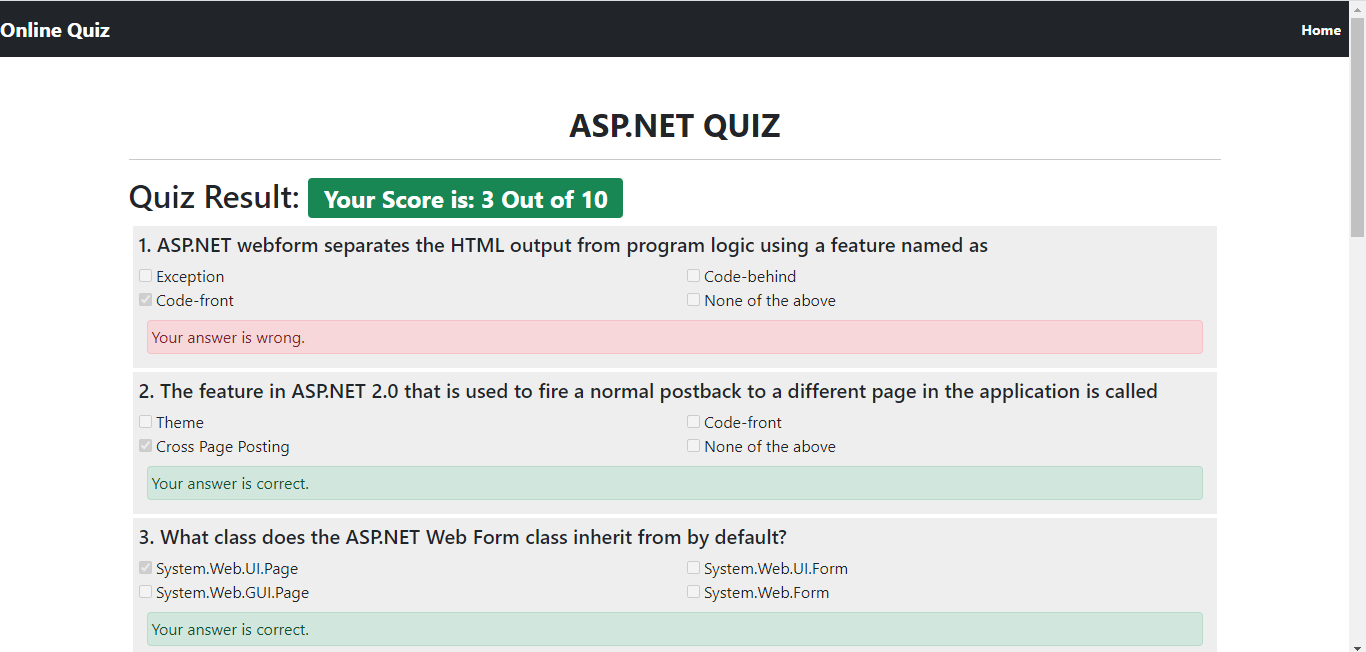 Online Quiz
Home
ASP.NET QUIZ
Quiz Result: Your Score is: 3 Out of 10
1. ASP.NET webform separates the HTML output from program logic using a feature named as
Exception
Code-behind
Code-front
None of the above
Your answer is wrong.
2. The feature in ASP.NET 2.0 that is used to fire a normal postback to a different page in the application is called
Theme
Code-front
Cross Page Posting
None of the above
Your answer is correct.
3. What class does the ASP.NET Web Form class inherit from by default?
System.Web.UI.Page
System.Web.UI.Form
System.Web.GUI.Page
System.Web.Form
Your answer is correct.